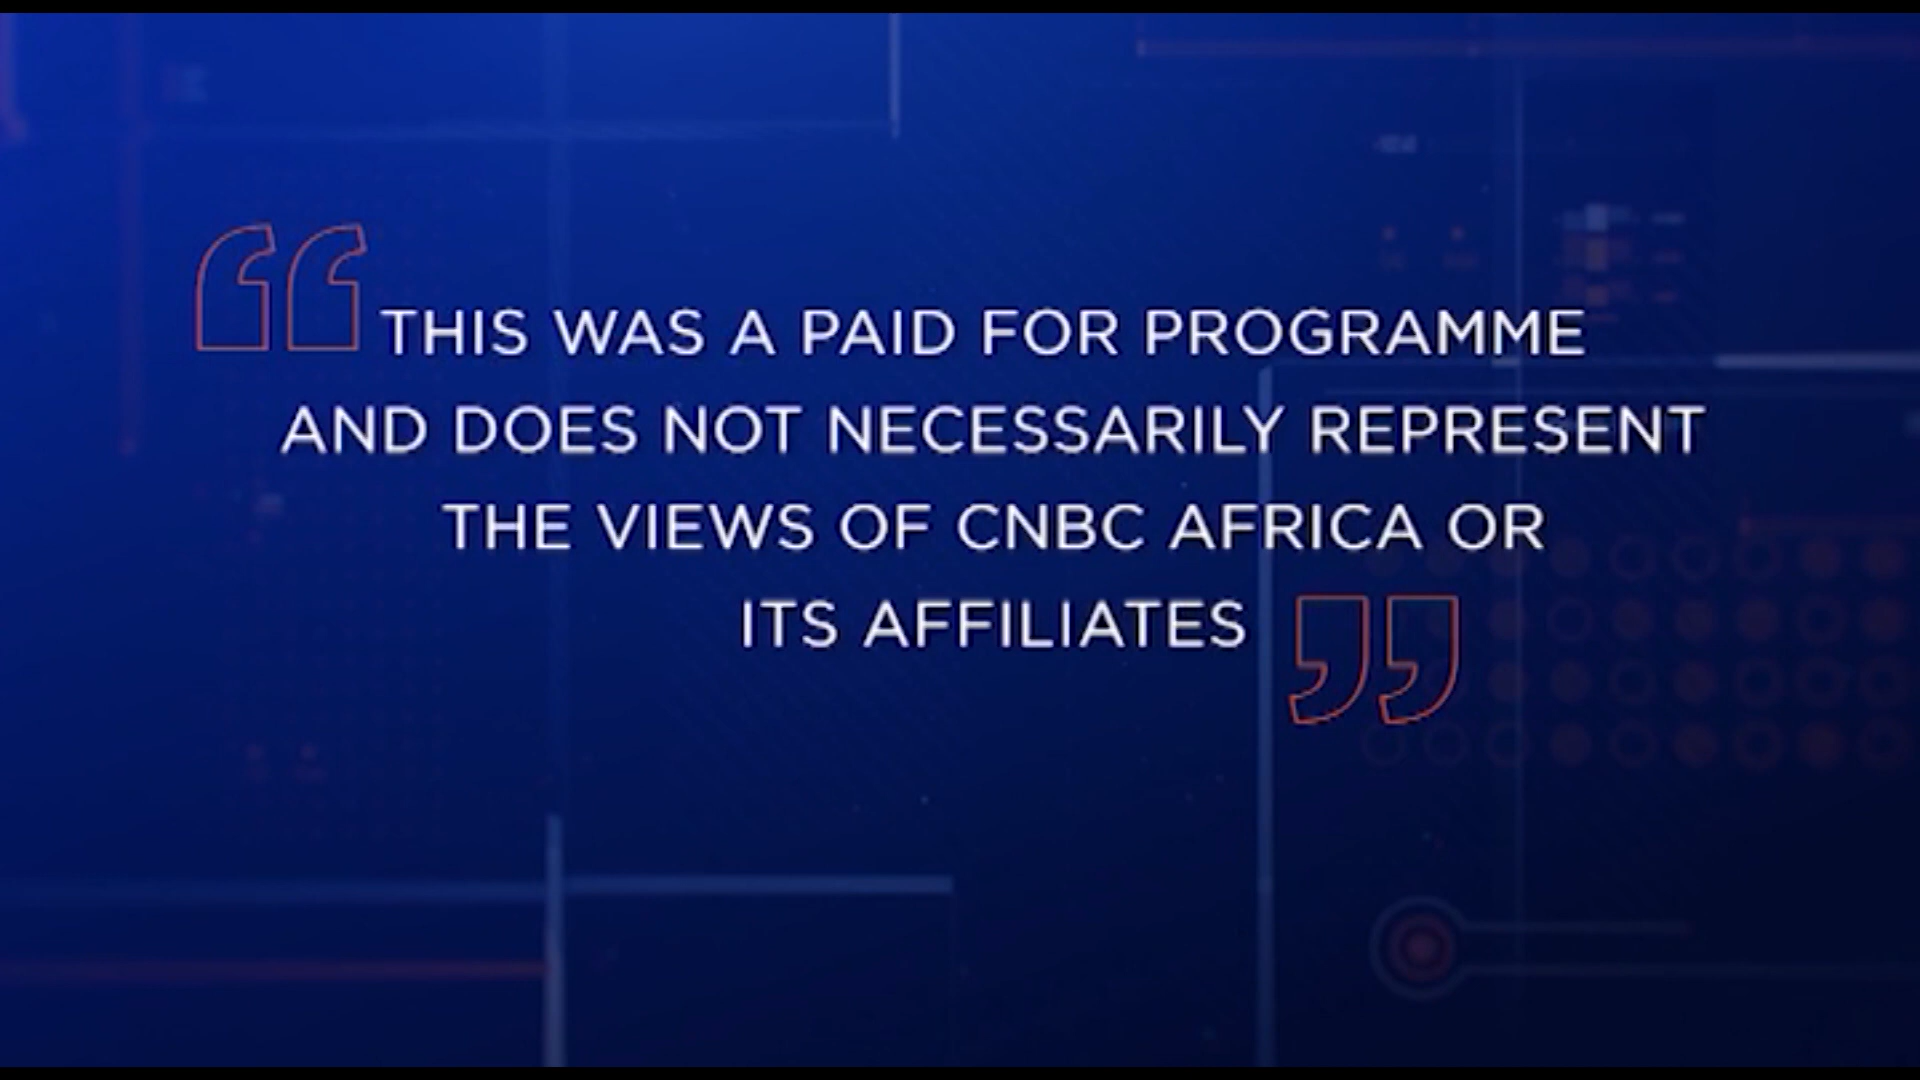 “ THIS WAS A PAID FOR PROGRAMME
AND DOES NOT NECESSARILY REPRESENT
THE VIEWS OF CNBC AFRICA OR
ITS AFFILIATES ”